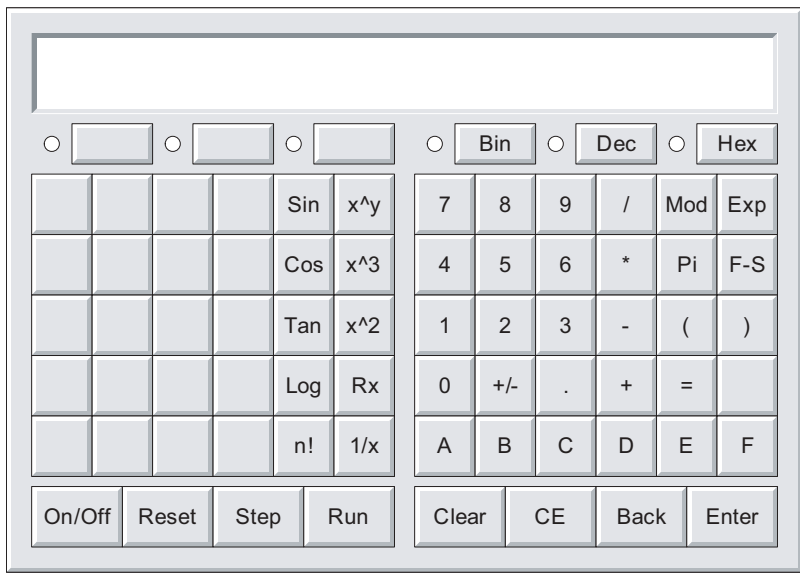 Bin Dec Hex
Sin x^y 7 8 9 / Mod Exp
Cos x^3 4 5 6 * Pi F-S
Tan x^2 1 2 3 - ( )
Log Rx 0 +/- . + =
n! 1/x A B C D E F
On/Off Reset Step Run Clear CE Back Enter